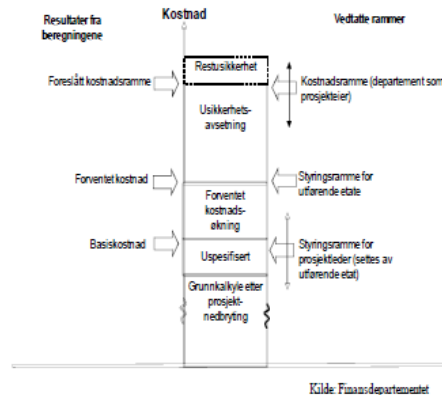 Resultater fra
beregningene
Kostnad
Vedtatte rammer
Restusikkerhet
Foreslått kostnadsramme
Kostnadsramme (departement som
prosjekteier)
Usikkerhets-
avsetning
Forventet kostnad
Styringsramme for
utførende etate
Forventet
kostnads-
økning
Basiskostnad
Styringsramme for
prosjektleder (settes av
utførende etat)
Uspesifisert
Grunnkalkyle etter
prosjekt-
nedbryting
Kilde: Finansdepartementet